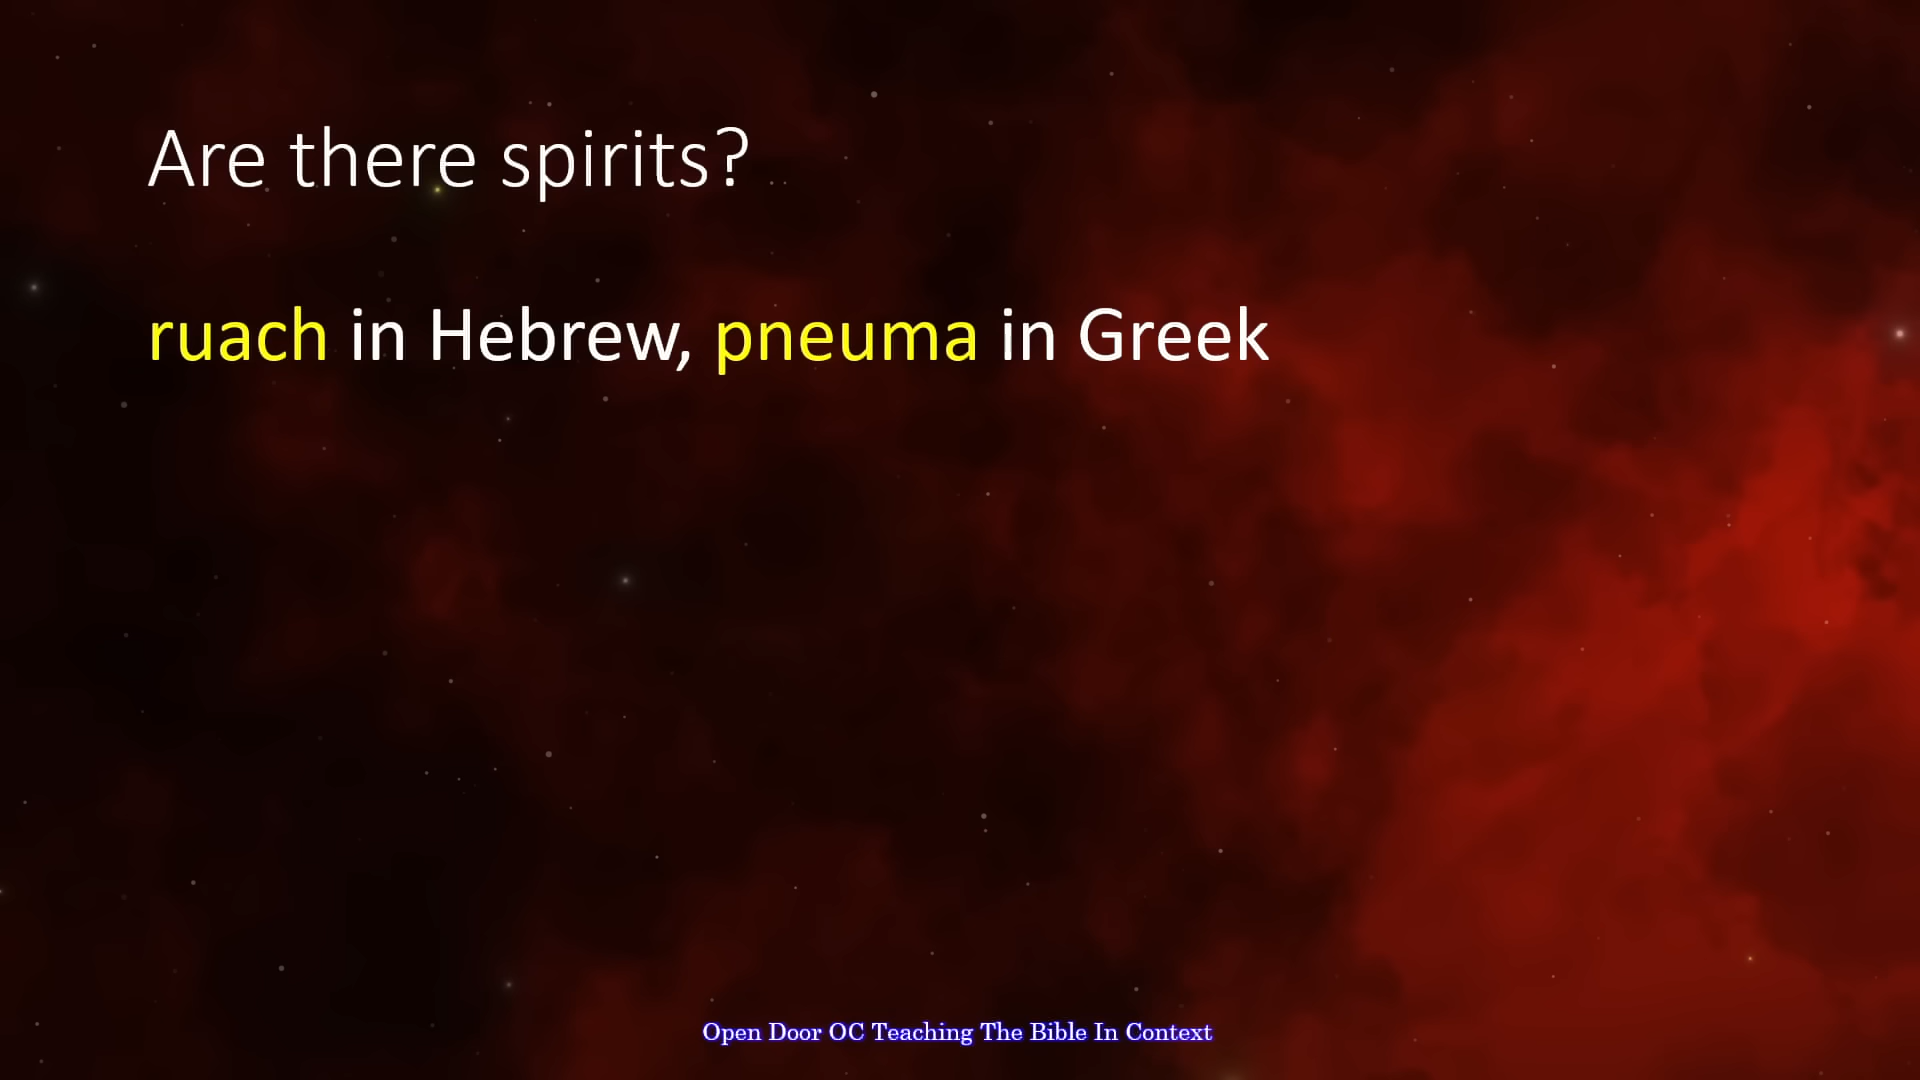 Are there spirits?
ruach in Hebrew, pneuma in Greek
Open Door OC Teaching The Bible In Context